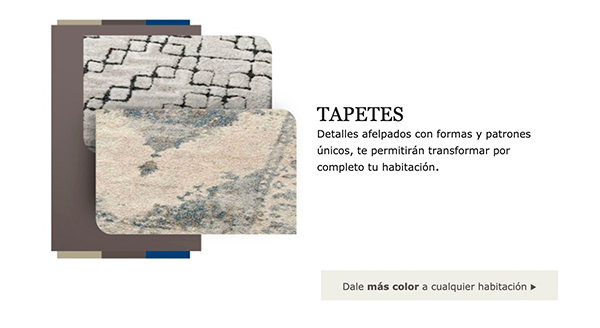 TAPETES
Detalles afelpados con formas y patrones
únicos, te permitirán transformar por
completo tu habitación.
Dale más color a cualquier habitación ▶